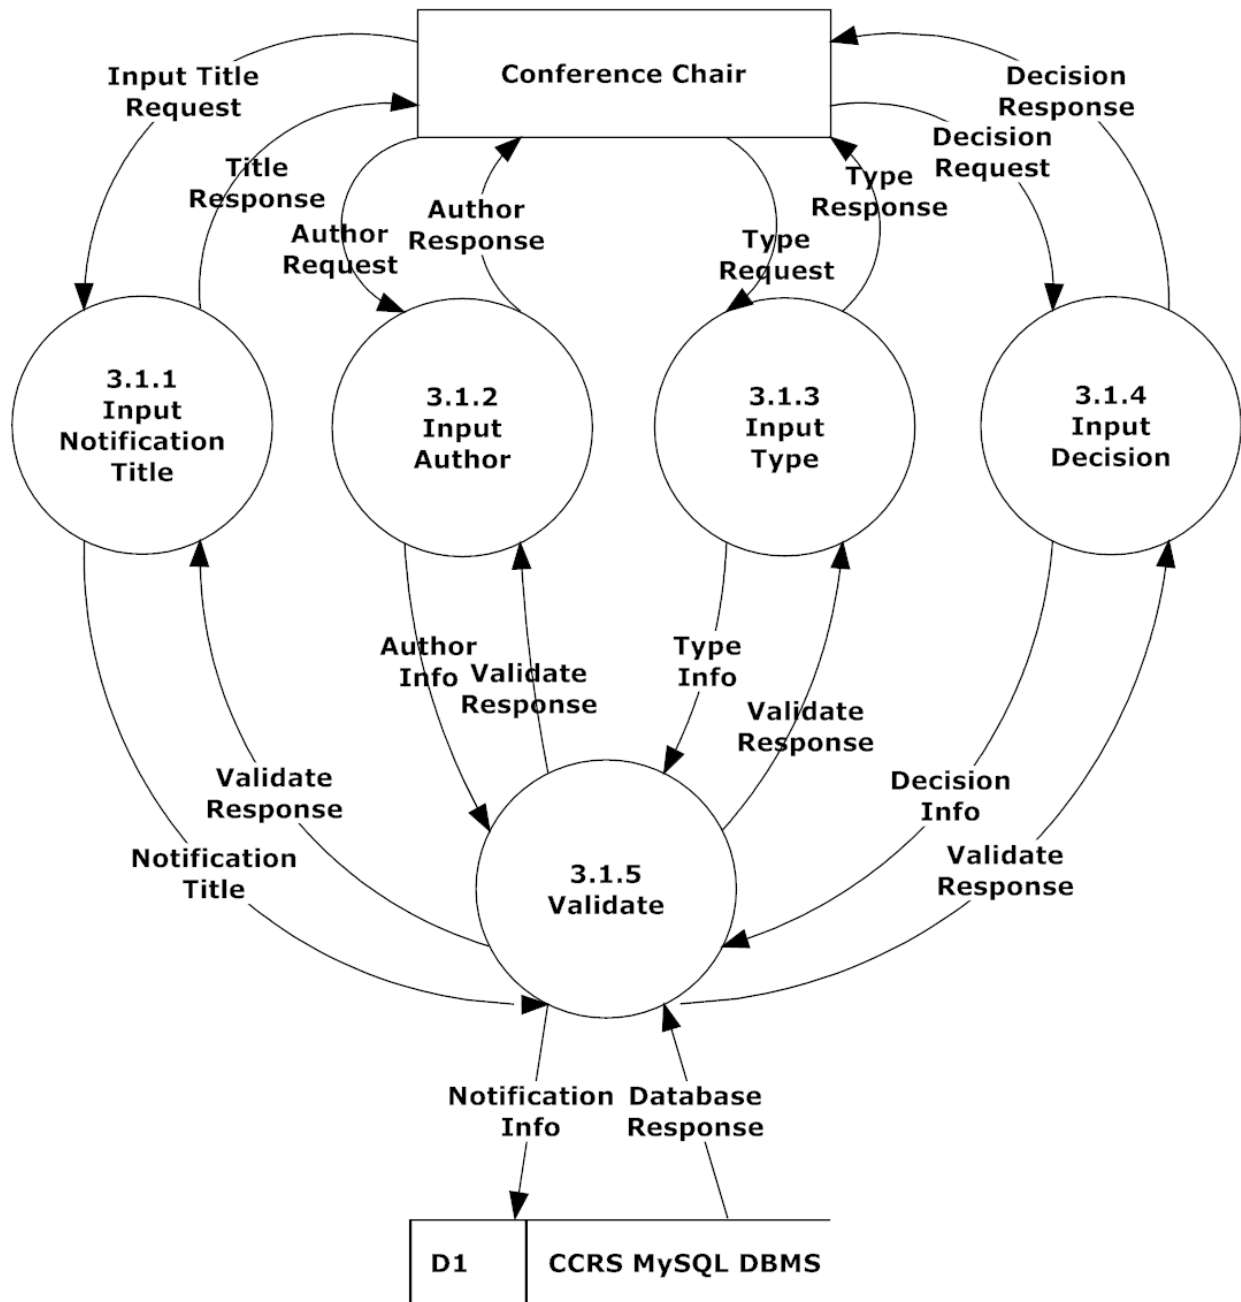 Conference Chair
Input Title
Request
Decision
Response
Decision
Request
Title
Response
Type
Response
Author
Response
Author
Request
Type
Request
3.1.1
Input
Notification
Title
3.1.2
Input
Author
3.1.3
Input
Type
3.1.4
Input
Decision
Author
Info
Validate
Response
Type
Info
Validate
Response
Validate
Response
Decision
Info
Notification
Title
Validate
Response
3.1.5
Validate
Notification
Info
Database
Response
D1
CCRS MySQL DBMS